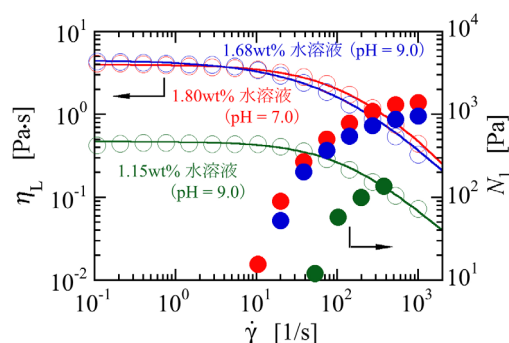 10¹
10⁰
10⁻¹
10⁻²
η_L [Pa·s]
1.68wt% 水溶液 (pH = 9.0)
1.80wt% 水溶液
(pH = 7.0)
1.15wt% 水溶液
(pH = 9.0)
10⁴
10³
10²
10¹
N₁ [Pa]
10⁻¹ 10⁰ 10¹ 10² 10³
γ̇ [1/s]